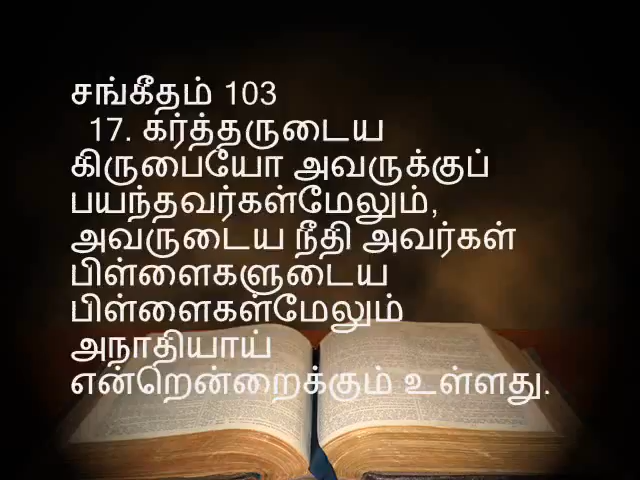 சங்கீதம் 103
17. கர்த்தருடைய
கிருபையோ அவருக்குப்
பயந்தவர்கள்மேலும்,
அவருடைய நீதி அவர்கள்
பிள்ளைகளுடைய
பிள்ளைகள்மேலும்
அநாதியாய்
என்றென்றைக்கும் உள்ளது.